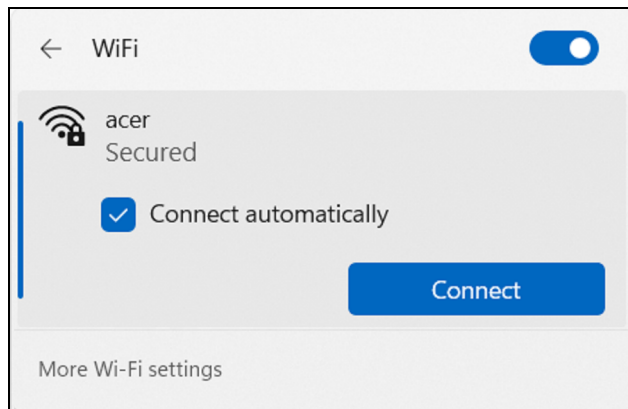 WiFi
acer
Secured
Connect automatically
Connect
More Wi-Fi settings